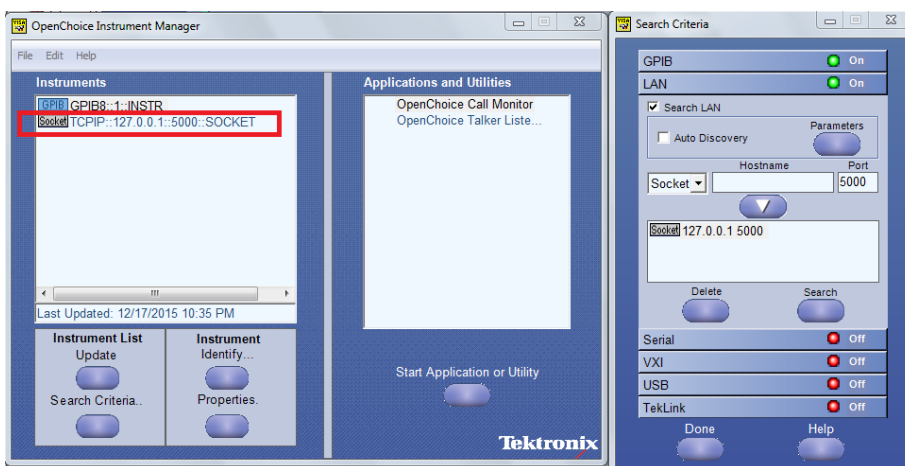 OpenChoice Instrument Manager
File Edit Help
Instruments
GPIB GPIB8::1::INSTR
Socket TCPIP::127.0.0.1::5000::SOCKET
Last Updated: 12/17/2015 10:35 PM
Instrument List
Update
Search Criteria..
Instrument
Identify...
Properties.
Applications and Utilities
OpenChoice Call Monitor
OpenChoice Talker Liste...
Start Application or Utility
Tektronix
Search Criteria
GPIB On
LAN On
Search LAN
Auto Discovery
Parameters
Hostname Port
Socket 5000
Socket 127.0.0.1 5000
Delete Search
Serial Off
VXI Off
USB Off
TekLink Off
Done Help